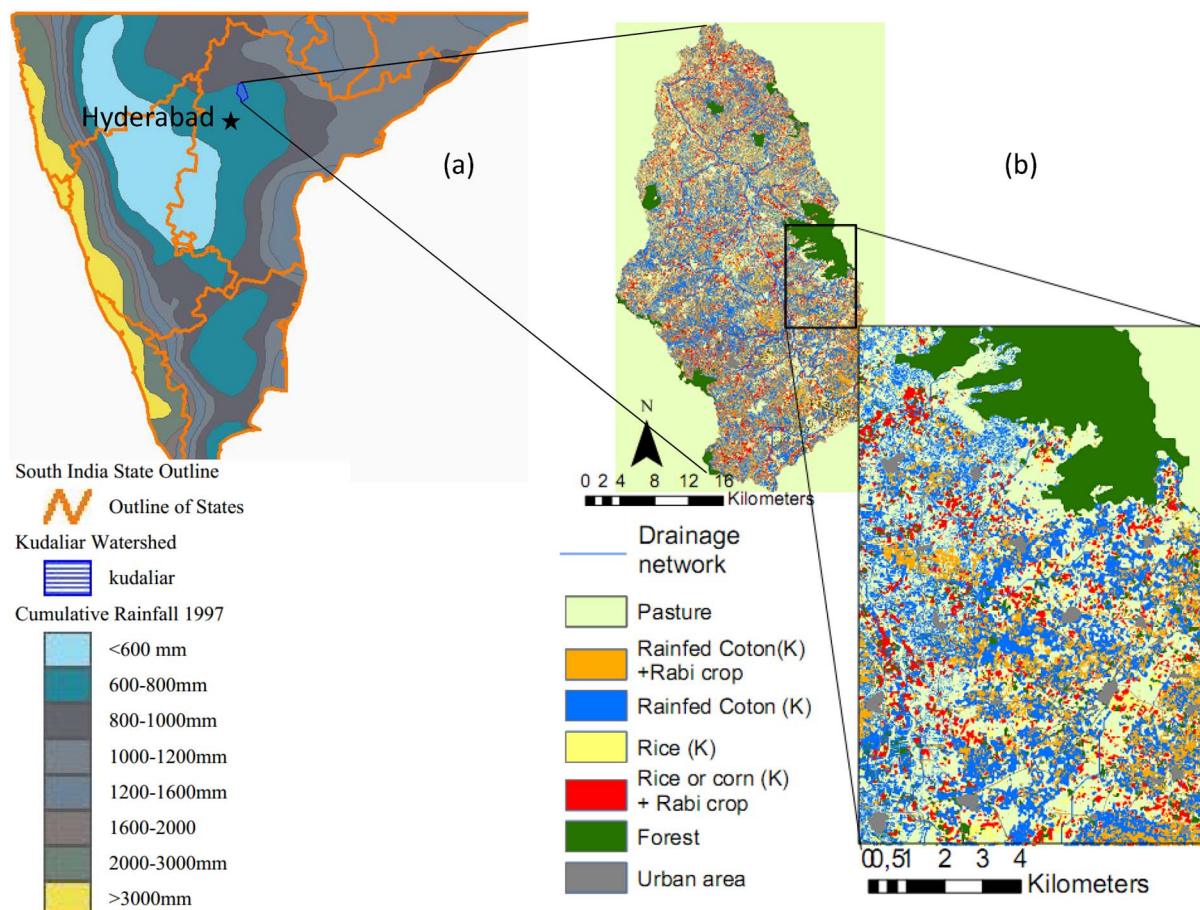 Hyderabad
(a)
South India State Outline
Outline of States
Kudaliar Watershed
kudaliar
Cumulative Rainfall 1997
<600 mm
600-800mm
800-1000mm
1000-1200mm
1200-1600mm
1600-2000
2000-3000mm
>3000mm
(b)
N
0 2 4 8 12 16
Kilometers
Drainage
network
Pasture
Rainfed Coton(K)
+Rabi crop
Rainfed Coton (K)
Rice (K)
Rice or corn (K)
+ Rabi crop
Forest
Urban area
00,51 2 3 4
Kilometers